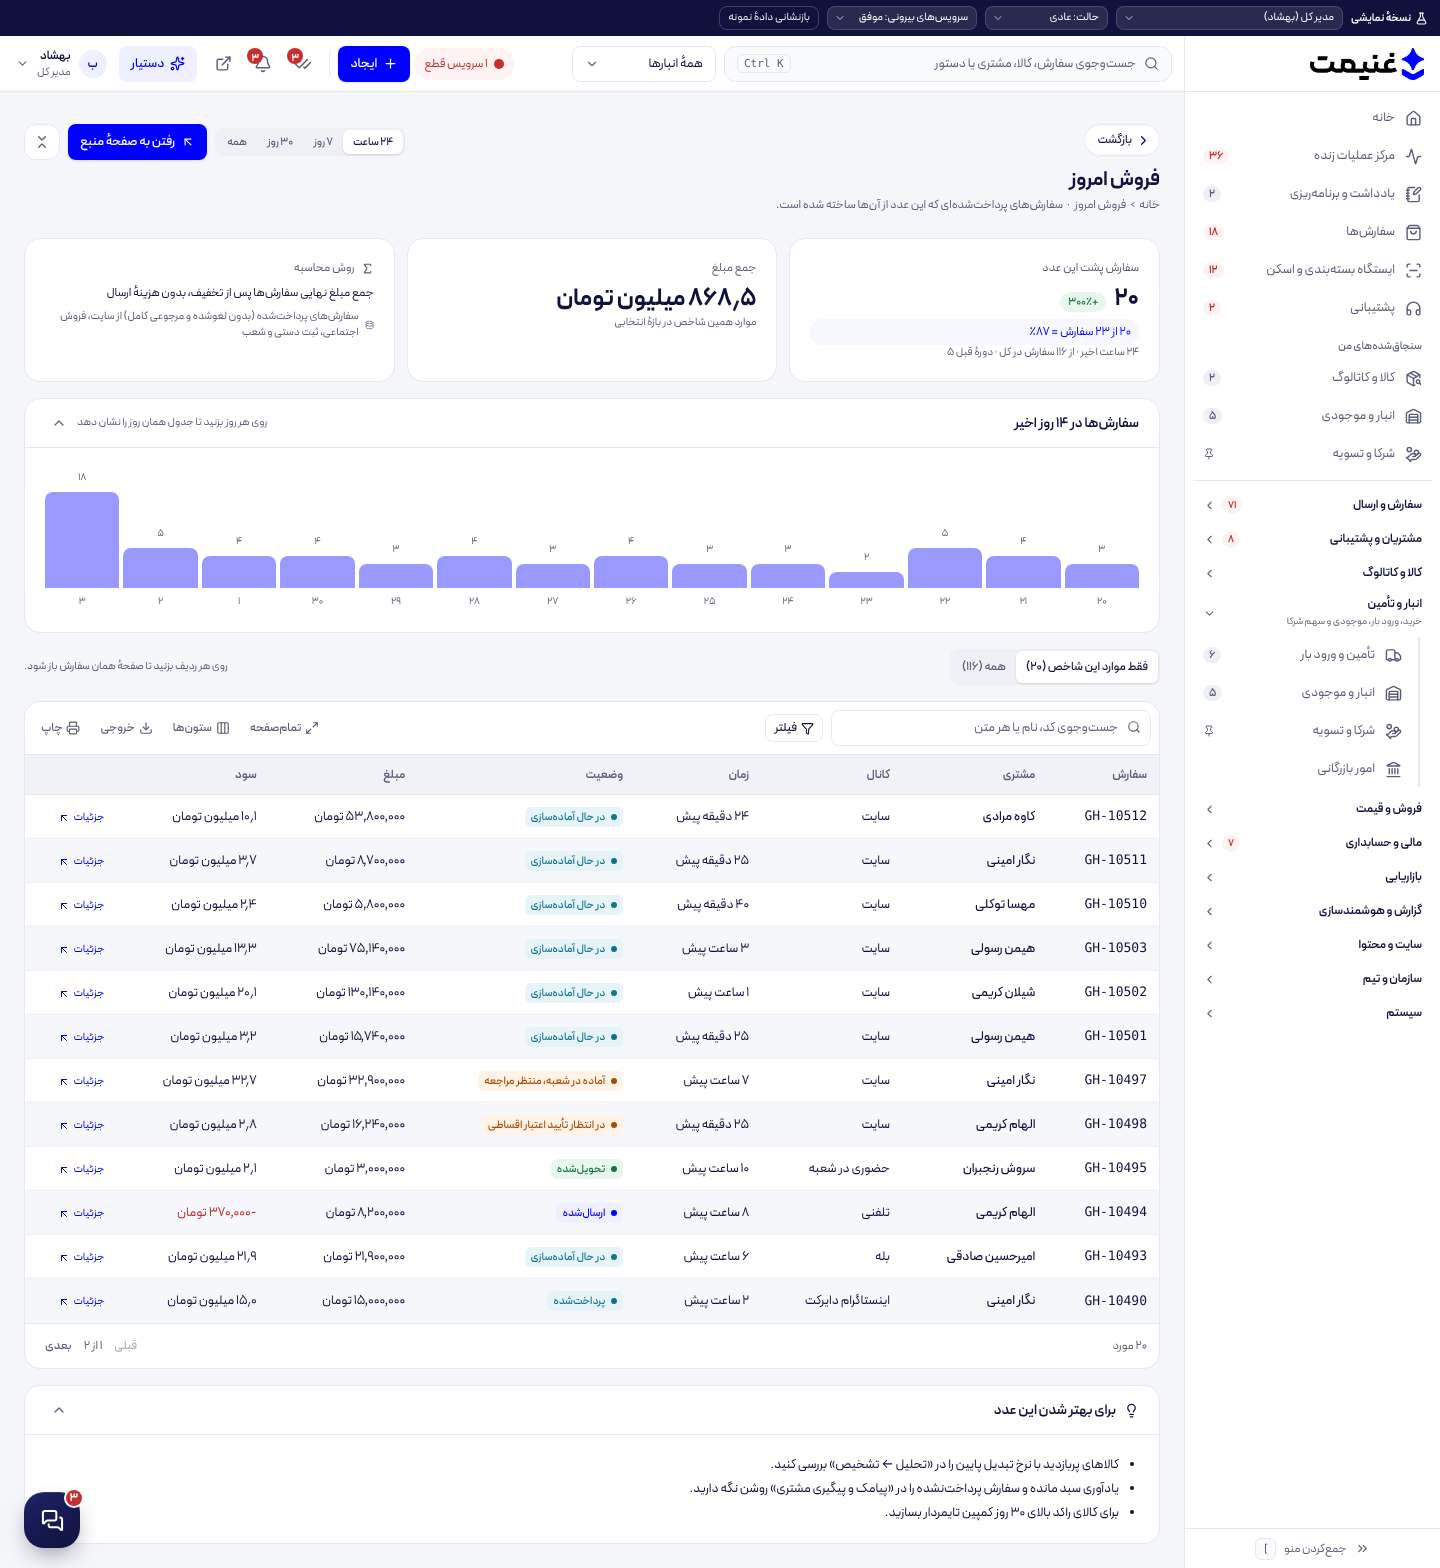 نسخهٔ نمایشی
مدیر کل (بهشاد)
حالت: عادی
سرویس‌های بیرونی: موفق
بازنشانی دادهٔ نمونه
غنیمت
جست‌وجوی سفارش، کالا، مشتری یا دستور
Ctrl K
همهٔ انبارها
۱ سرویس قطع
ایجاد
۳
۳
دستیار
ب
بهشاد
مدیر کل
خانه
مرکز عملیات زنده ۳۶
یادداشت و برنامه‌ریزی ۲
سفارش‌ها ۱۸
ایستگاه بسته‌بندی و اسکن ۱۲
پشتیبانی ۲
سنجاق‌شده‌های من
کالا و کاتالوگ ۲
انبار و موجودی ۵
شرکا و تسویه
سفارش و ارسال ۷۱
مشتریان و پشتیبانی ۸
کالا و کاتالوگ
انبار و تأمین
خرید، ورود بار، موجودی و سهم شرکا
تأمین و ورود بار ۶
انبار و موجودی ۵
شرکا و تسویه
امور بازرگانی
فروش و قیمت
مالی و حسابداری ۷
بازاریابی
گزارش و هوشمندسازی
سایت و محتوا
سازمان و تیم
سیستم
جمع‌کردن منو [
بازگشت
۲۴ ساعت ۷ روز ۳۰ روز همه
رفتن به صفحهٔ منبع
فروش امروز
خانه › فروش امروز · سفارش‌های پرداخت‌شده‌ای که این عدد از آن‌ها ساخته شده است.
سفارش پشت این عدد
۲۰ +۳۰۰٪
۲۰ از ۲۳ سفارش = ۸۷٪
۲۴ ساعت اخیر · از ۱۱۶ سفارش در کل · دورهٔ قبل ۵
جمع مبلغ
۸۶۸٫۵ میلیون تومان
موارد همین شاخص در بازهٔ انتخابی
روش محاسبه
جمع مبلغ نهایی سفارش‌ها پس از تخفیف، بدون هزینهٔ ارسال
سفارش‌های پرداخت‌شده (بدون لغوشده و مرجوعی کامل) از سایت، فروش
اجتماعی، ثبت دستی و شعب
سفارش‌ها در ۱۴ روز اخیر
روی هر روز بزنید تا جدول همان روز را نشان دهد
۳ ۴ ۵ ۲ ۳ ۳ ۴ ۳ ۴ ۳ ۴ ۴ ۵ ۱۸
۲۰ ۲۱ ۲۲ ۲۳ ۲۴ ۲۵ ۲۶ ۲۷ ۲۸ ۲۹ ۳۰ ۱ ۲ ۳
فقط موارد این شاخص (۲۰) همه (۱۱۶)
روی هر ردیف بزنید تا صفحهٔ همان سفارش باز شود.
جست‌وجوی کد، نام یا هر متن
فیلتر
تمام‌صفحه ستون‌ها خروجی چاپ
سفارش مشتری کانال زمان وضعیت مبلغ سود
GH-10512 کاوه مرادی سایت ۲۴ دقیقه پیش در حال آماده‌سازی ۵۳,۸۰۰,۰۰۰ تومان ۱۰٫۱ میلیون تومان جزئیات
GH-10511 نگار امینی سایت ۲۵ دقیقه پیش در حال آماده‌سازی ۸,۷۰۰,۰۰۰ تومان ۳٫۷ میلیون تومان جزئیات
GH-10510 مهسا توکلی سایت ۴۰ دقیقه پیش در حال آماده‌سازی ۵,۸۰۰,۰۰۰ تومان ۲٫۴ میلیون تومان جزئیات
GH-10503 هیمن رسولی سایت ۳ ساعت پیش در حال آماده‌سازی ۷۵,۱۴۰,۰۰۰ تومان ۱۳٫۳ میلیون تومان جزئیات
GH-10502 شیلان کریمی سایت ۱ ساعت پیش در حال آماده‌سازی ۱۳۰,۱۴۰,۰۰۰ تومان ۲۰٫۱ میلیون تومان جزئیات
GH-10501 هیمن رسولی سایت ۲۵ دقیقه پیش در حال آماده‌سازی ۱۵,۷۴۰,۰۰۰ تومان ۳٫۲ میلیون تومان جزئیات
GH-10497 نگار امینی سایت ۷ ساعت پیش آماده در شعبه، منتظر مراجعه ۳۲,۹۰۰,۰۰۰ تومان ۳۲٫۷ میلیون تومان جزئیات
GH-10498 الهام کریمی سایت ۲۵ دقیقه پیش در انتظار تأیید اعتبار اقساطی ۱۶,۲۴۰,۰۰۰ تومان ۲٫۸ میلیون تومان جزئیات
GH-10495 سروش رنجبران حضوری در شعبه ۱۰ ساعت پیش تحویل‌شده ۳,۰۰۰,۰۰۰ تومان ۲٫۱ میلیون تومان جزئیات
GH-10494 الهام کریمی تلفنی ۸ ساعت پیش ارسال‌شده ۸,۲۰۰,۰۰۰ تومان -۳۷۰,۰۰۰ تومان جزئیات
GH-10493 امیرحسین صادقی بله ۶ ساعت پیش در حال آماده‌سازی ۲۱,۹۰۰,۰۰۰ تومان ۲۱٫۹ میلیون تومان جزئیات
GH-10490 نگار امینی اینستاگرام دایرکت ۲ ساعت پیش پرداخت‌شده ۱۵,۰۰۰,۰۰۰ تومان ۱۵٫۰ میلیون تومان جزئیات
۲۰ مورد
قبلی ۱ از ۲ بعدی
برای بهتر شدن این عدد
• کالاهای پربازدید با نرخ تبدیل پایین را در «تحلیل ← تشخیص» بررسی کنید.
• یادآوری سبد مانده و سفارش پرداخت‌نشده را در «پیامک و پیگیری مشتری» روشن نگه دارید.
• برای کالای راکد بالای ۳۰ روز کمپین تایمردار بسازید.
۳